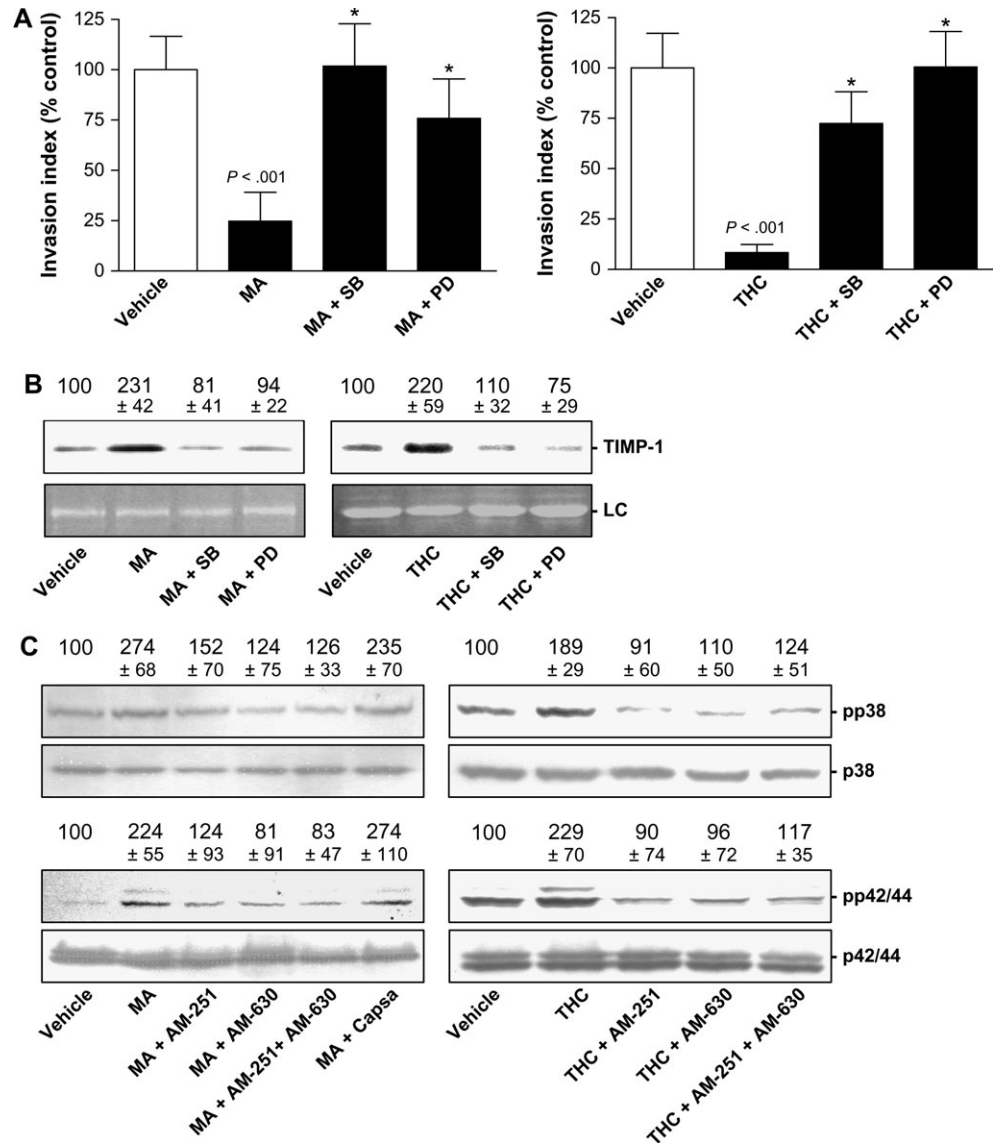 A
Invasion index (% control)
125
100
75
50
25
0
P < .001
*
*
Vehicle
MA
MA + SB
MA + PD
Invasion index (% control)
125
100
75
50
25
0
P < .001
*
*
Vehicle
THC
THC + SB
THC + PD
B
100 231 81 94
± 42 ± 41 ± 22
100 220 110 75
± 59 ± 32 ± 29
TIMP-1
LC
Vehicle
MA
MA + SB
MA + PD
Vehicle
THC
THC + SB
THC + PD
C
100 274 152 124 126 235
± 68 ± 70 ± 75 ± 33 ± 70
100 189 91 110 124
± 29 ± 60 ± 50 ± 51
pp38
p38
100 224 124 81 83 274
± 55 ± 93 ± 91 ± 47 ± 110
100 229 90 96 117
± 70 ± 74 ± 72 ± 35
pp42/44
p42/44
Vehicle
MA
MA + AM-251
MA + AM-630
MA + AM-251+ AM-630
MA + Capsa
Vehicle
THC
THC + AM-251
THC + AM-630
THC + AM-251 + AM-630